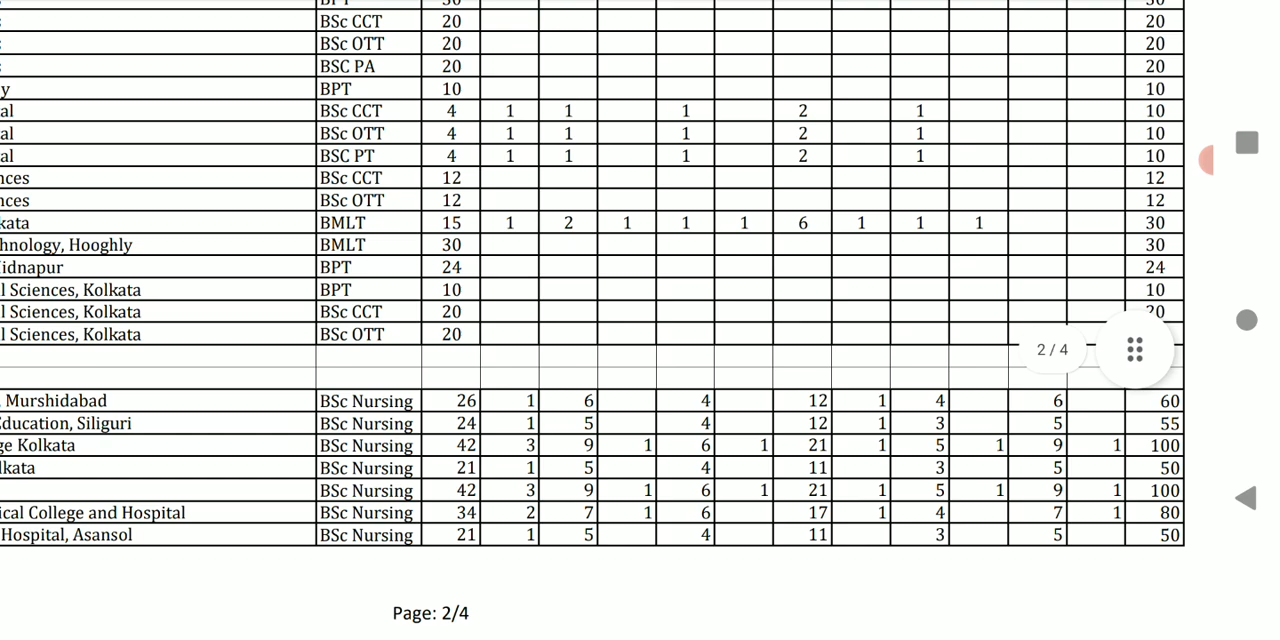 BPT 30 30
: BSc CCT 20 20
: BSc OTT 20 20
: BSC PA 20 20
y BPT 10 10
al BSc CCT 4 1 1 1 2 1 10
al BSc OTT 4 1 1 1 2 1 10
al BSC PT 4 1 1 1 2 1 10
nces BSc CCT 12 12
nces BSc OTT 12 12
kata BMLT 15 1 2 1 1 1 6 1 1 1 30
hnology, Hooghly BMLT 30 30
idnapur BPT 24 24
l Sciences, Kolkata BPT 10 10
l Sciences, Kolkata BSc CCT 20 20
l Sciences, Kolkata BSc OTT 20
2 / 4
, Murshidabad BSc Nursing 26 1 6 4 12 1 4 6 60
Education, Siliguri BSc Nursing 24 1 5 4 12 1 3 5 55
ge Kolkata BSc Nursing 42 3 9 1 6 1 21 1 5 1 9 1 100
lkata BSc Nursing 21 1 5 4 11 3 5 50
BSc Nursing 42 3 9 1 6 1 21 1 5 1 9 1 100
ical College and Hospital BSc Nursing 34 2 7 1 6 17 1 4 7 1 80
Hospital, Asansol BSc Nursing 21 1 5 4 11 3 5 50
Page: 2/4